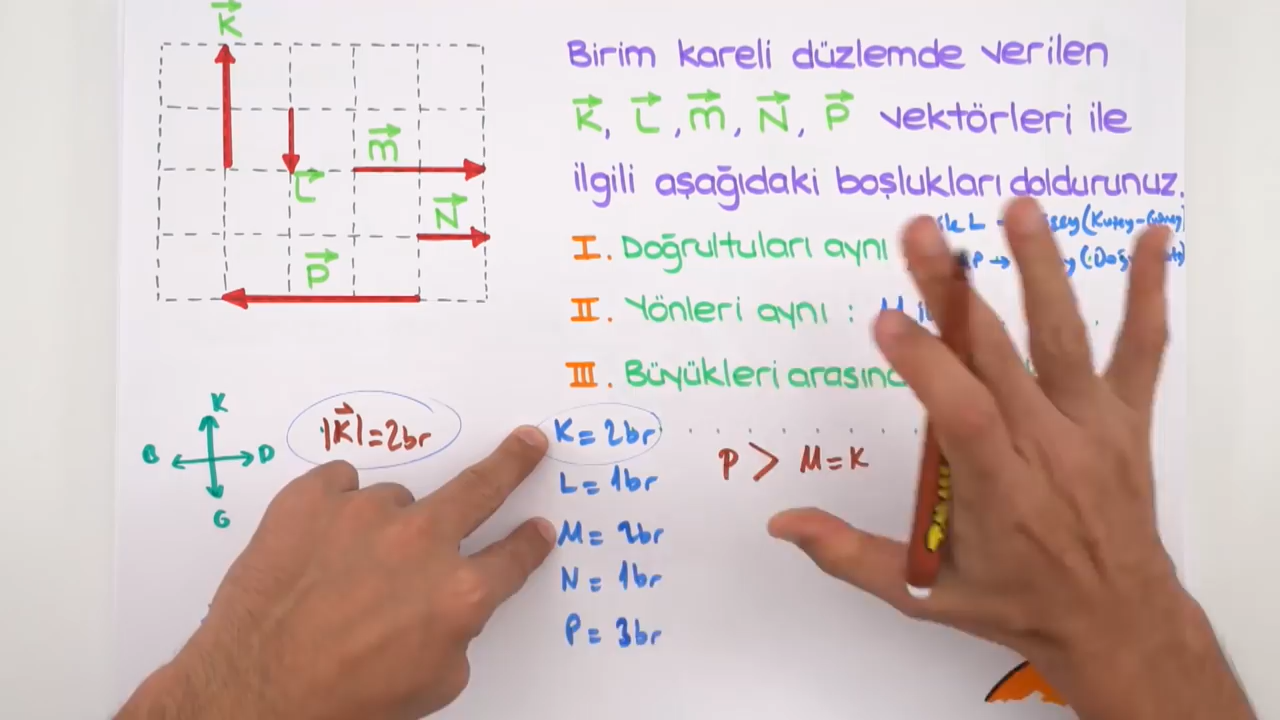 K
M
L
N
P
Birim kareli düzlemde verilen
K, L, M, N, P vektörleri ile
ilgili aşağıdaki boşlukları doldurunuz.
I. Doğrultuları aynı
II. Yönleri aynı : M
III. Büyükleri
K
B D
G
|K|=2br
K= 2br
L= 1br
M= 2br
N= 1br
P= 3br
P > M=K